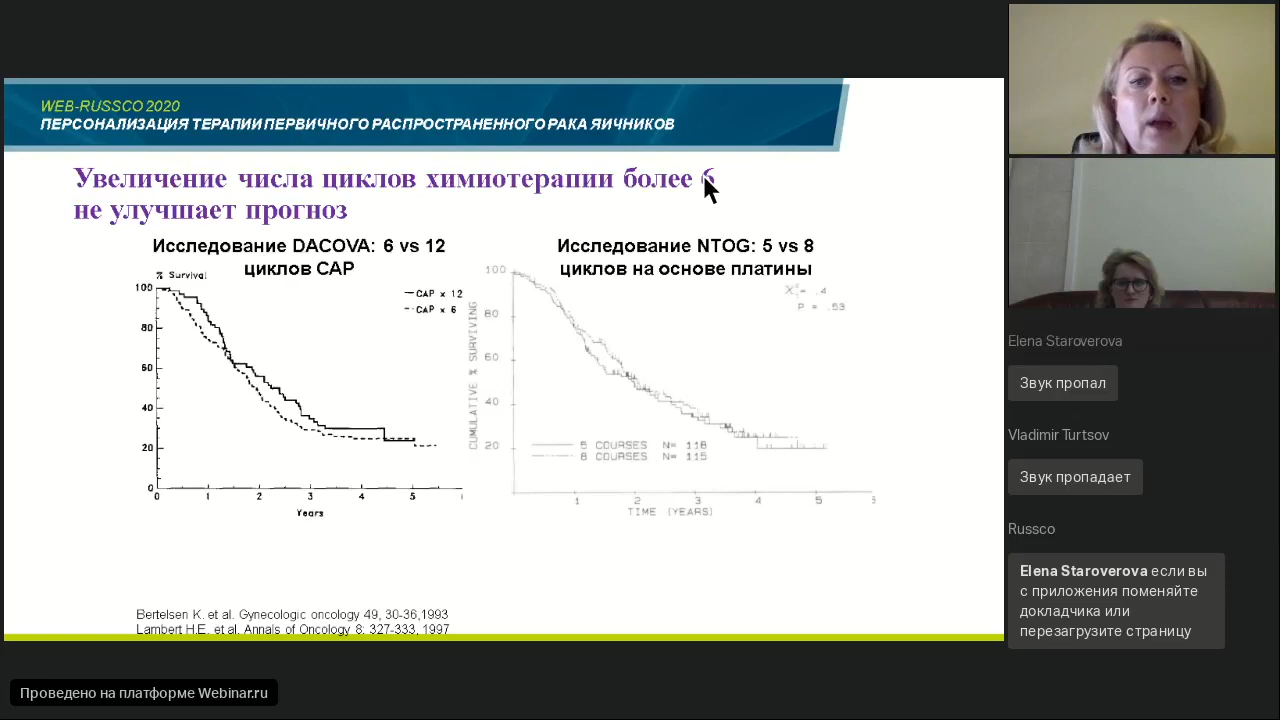 WEB-RUSSCO 2020
ПЕРСОНАЛИЗАЦИЯ ТЕРАПИИ ПЕРВИЧНОГО РАСПРОСТРАНЕННОГО РАКА ЯИЧНИКОВ
Увеличение числа циклов химиотерапии более 6
не улучшает прогноз
Исследование DACOVA: 6 vs 12
циклов CAP
% Survival
100
80
60
40
20
0
CAP x 12
CAP x 6
0 1 2 3 4 5
Years
Исследование NTOG: 5 vs 8
циклов на основе платины
100
80
60
40
20
CUMULATIVE % SURVIVING
P = .53
5 COURSES N= 118
8 COURSES N= 115
1 2 3 4 5
TIME (YEARS)
Bertelsen K. et al. Gynecologic oncology 49, 30-36,1993
Lambert H.E. et al. Annals of Oncology 8: 327-333, 1997
Elena Staroverova
Звук пропал
Vladimir Turtsov
Звук пропадает
Russco
Elena Staroverova если вы
с приложения поменяйте
докладчика или
перезагрузите страницу
Проведено на платформе Webinar.ru